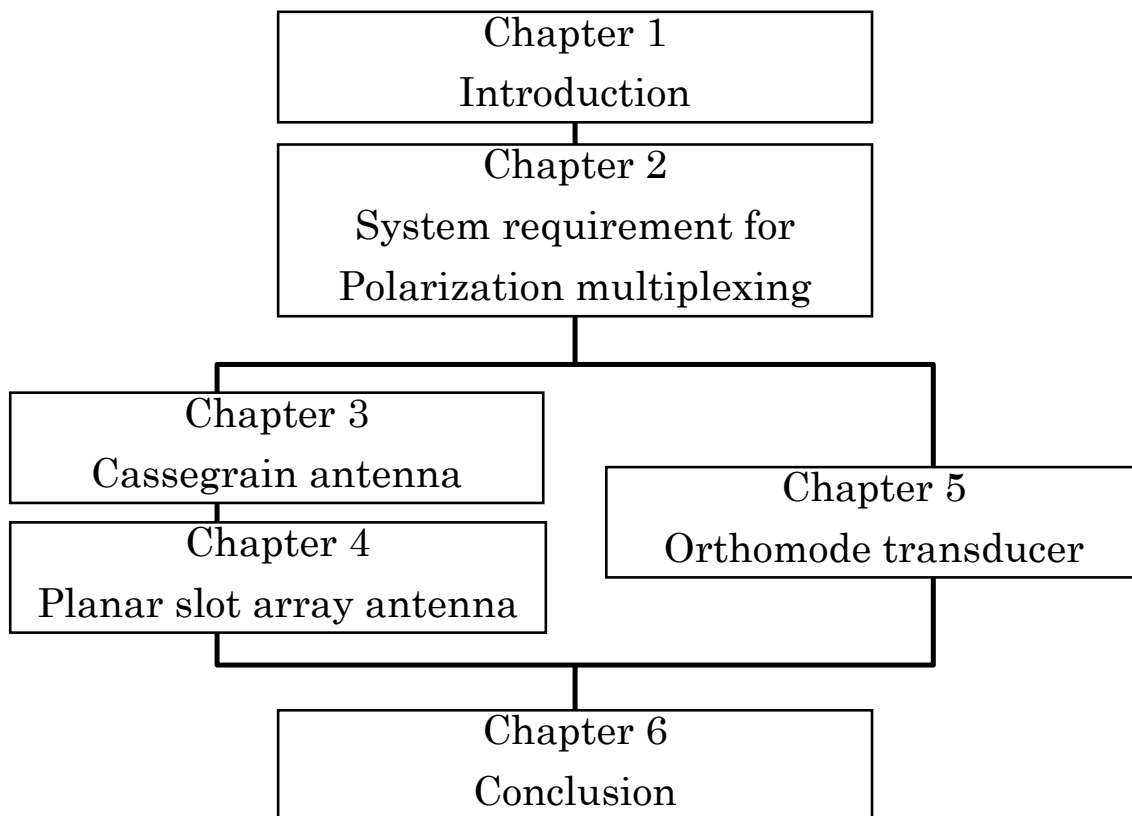 Chapter 1
Introduction
Chapter 2
System requirement for
Polarization multiplexing
Chapter 3
Cassegrain antenna
Chapter 4
Planar slot array antenna
Chapter 5
Orthomode transducer
Chapter 6
Conclusion